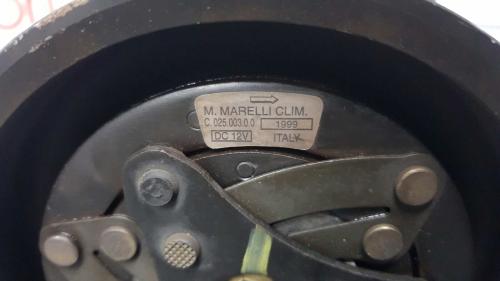 M. MARELLI CLIM.
C. 025.003.0.0 1999
DC 12V ITALY